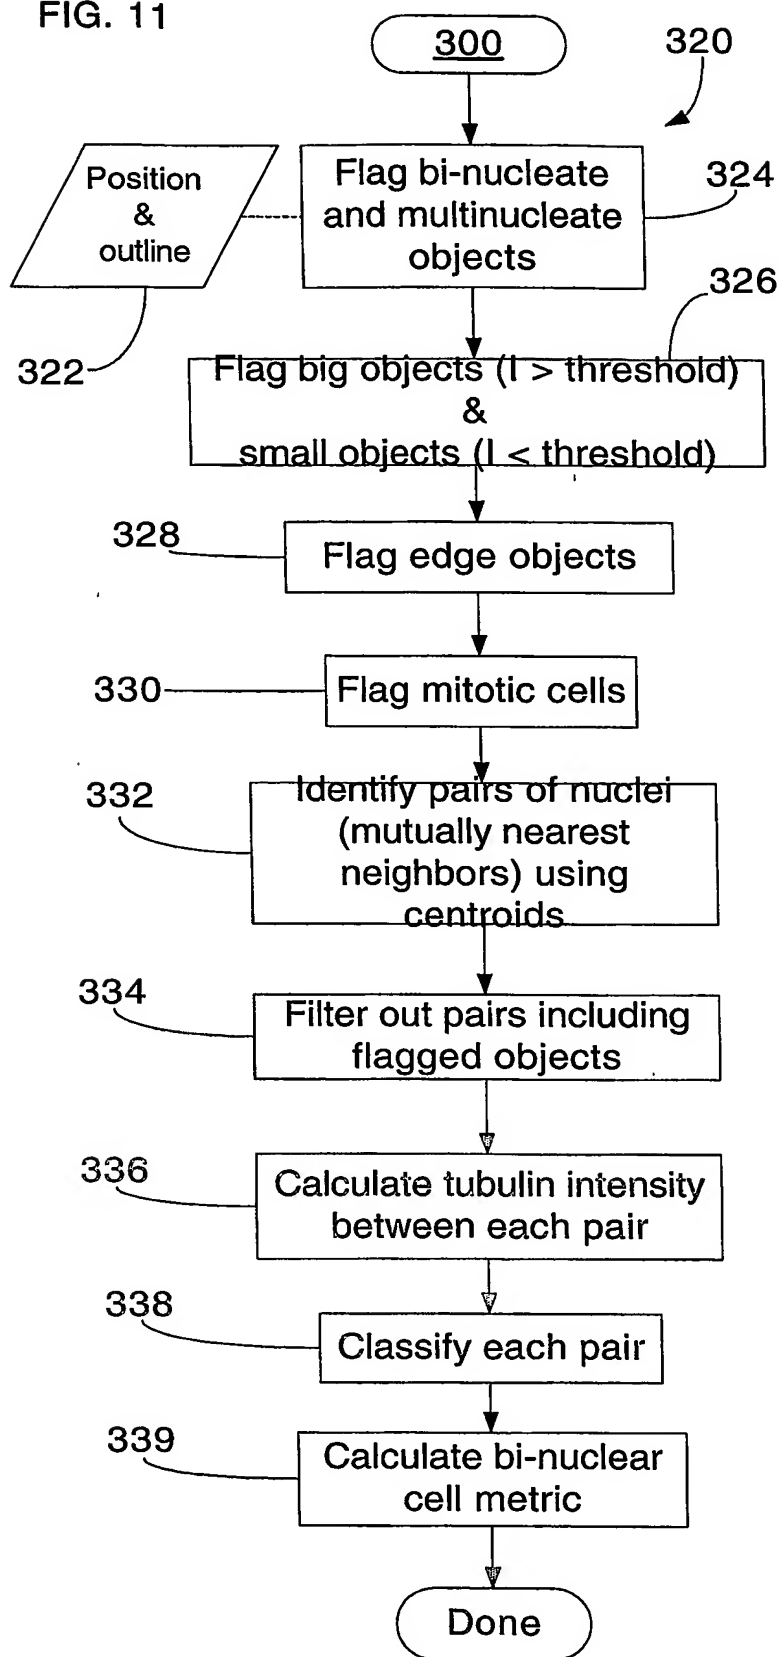 FIG. 11
300
320
Position
&
outline
322
Flag bi-nucleate
and multinucleate
objects
324
326
Flag big objects (I > threshold)
&
small objects (I < threshold)
328
Flag edge objects
330
Flag mitotic cells
332
Identify pairs of nuclei
(mutually nearest
neighbors) using
centroids
334
Filter out pairs including
flagged objects
336
Calculate tubulin intensity
between each pair
338
Classify each pair
339
Calculate bi-nuclear
cell metric
Done